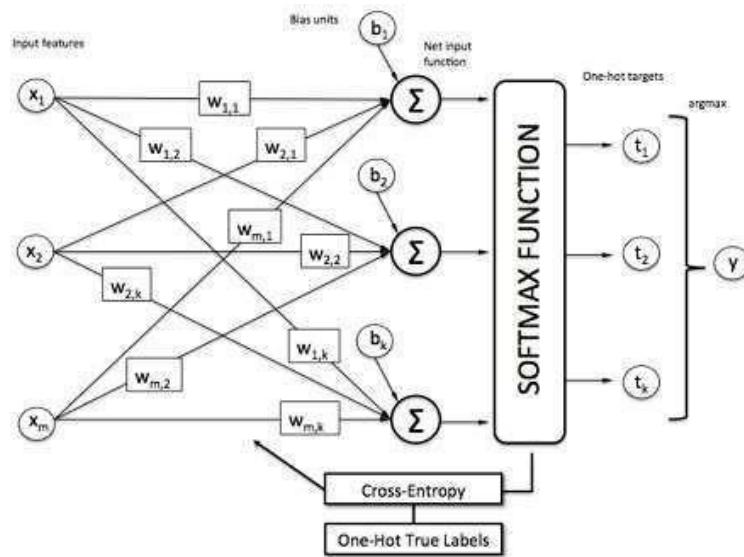 Input features
Bias units
b1
Net input
function
One-hot targets
argmax
x1
w1,1
Σ
w1,2
w2,1
SOFTMAX FUNCTION
t1
b2
x2
wm,1
w2,2
Σ
t2
y
w2,k
bk
w1,k
wm,2
tk
xm
wm,k
Σ
Cross-Entropy
One-Hot True Labels